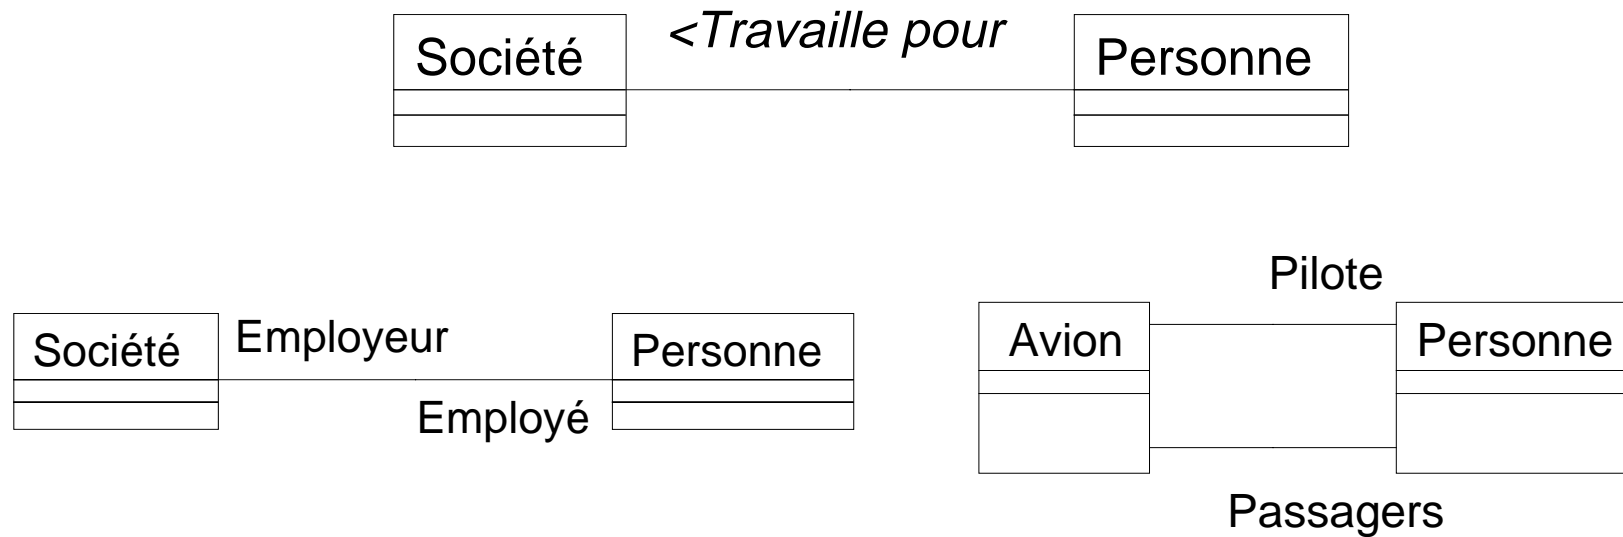 Société
<Travaille pour
Personne
Société
Employeur
Employé
Personne
Pilote
Avion
Personne
Passagers